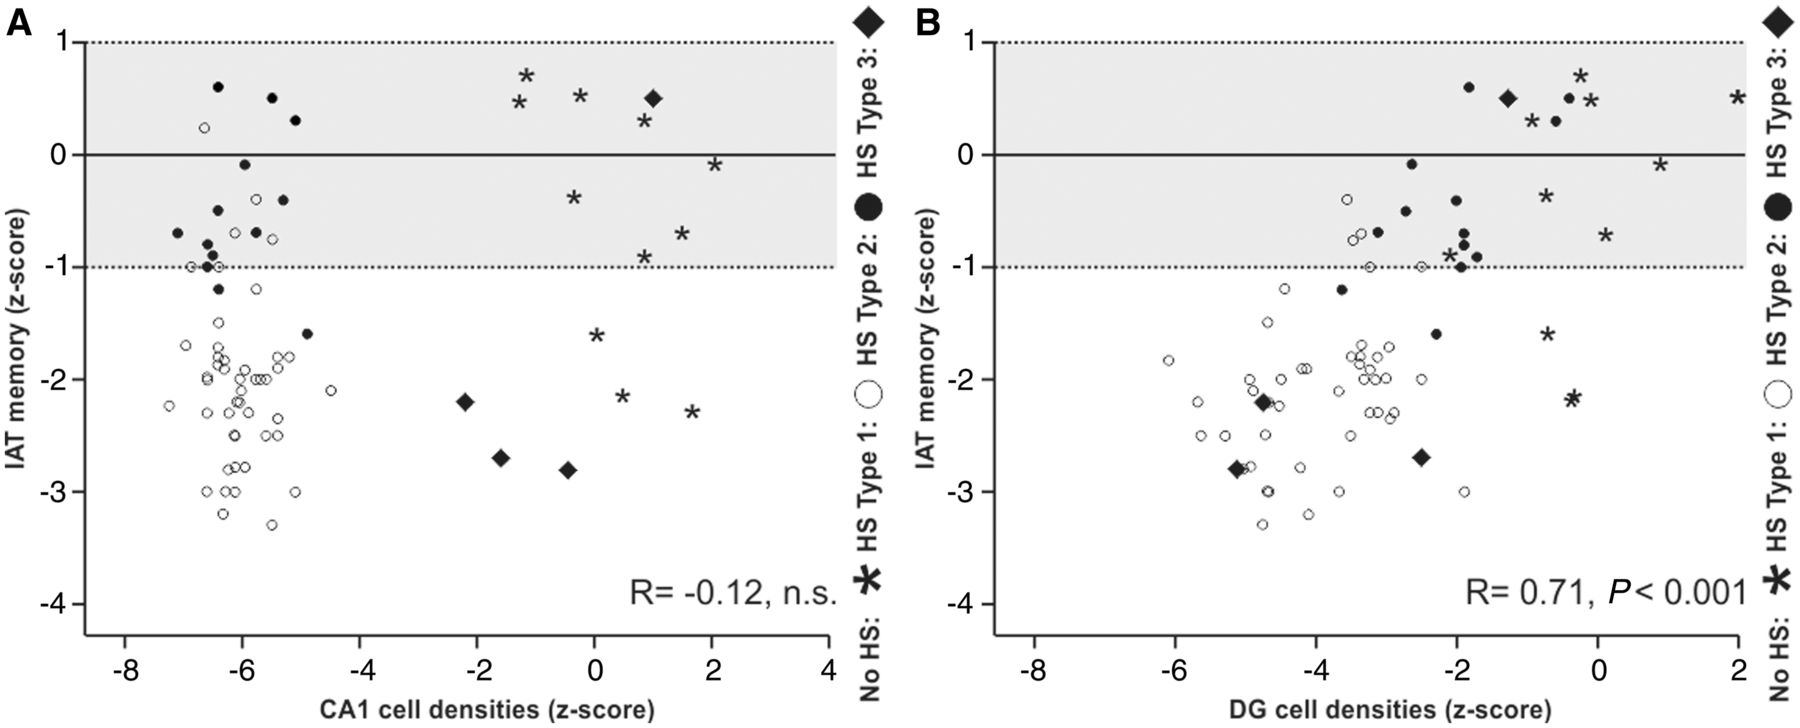 A
1
0
-1
-2
-3
-4
IAT memory (z-score)
-8 -6 -4 -2 0 2 4
CA1 cell densities (z-score)
R= -0.12, n.s.
No HS: * HS Type 1: ○ HS Type 2: ● HS Type 3: ◆
B
1
0
-1
-2
-3
-4
IAT memory (z-score)
-8 -6 -4 -2 0 2
DG cell densities (z-score)
R= 0.71, P < 0.001
No HS: * HS Type 1: ○ HS Type 2: ● HS Type 3: ◆